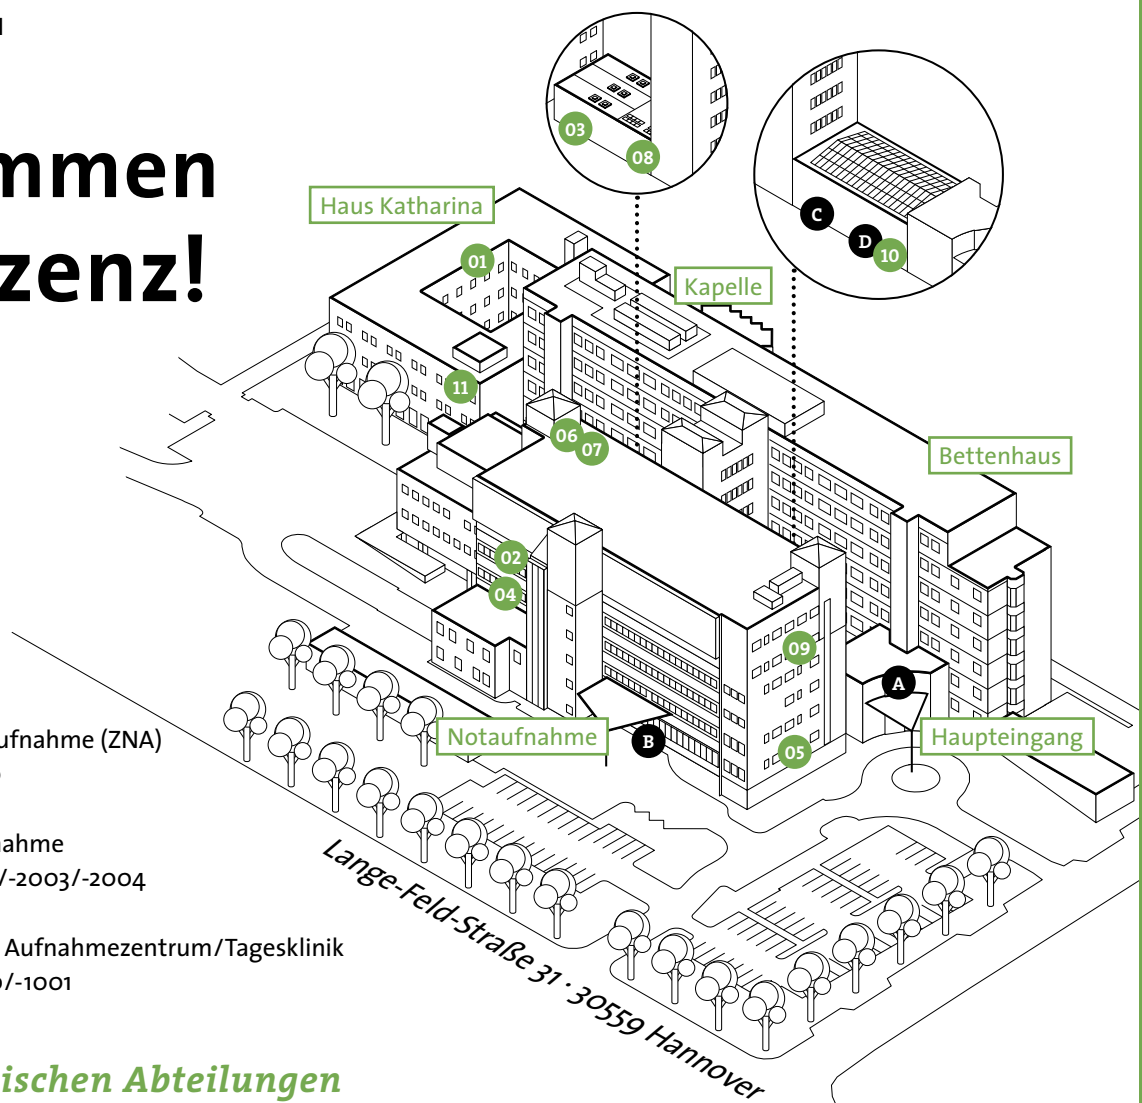 mmen
zenz!
03
08
C
D
10
Haus Katharina
01
Kapelle
11
06
07
Bettenhaus
02
04
09
A
Notaufnahme
B
05
Haupteingang
ufnahme (ZNA)
nahme
/-2003/-2004
Aufnahmezentrum/Tagesklinik
/-1001
Lange-Feld-Straße 31 · 30559 Hannover
ischen Abteilungen